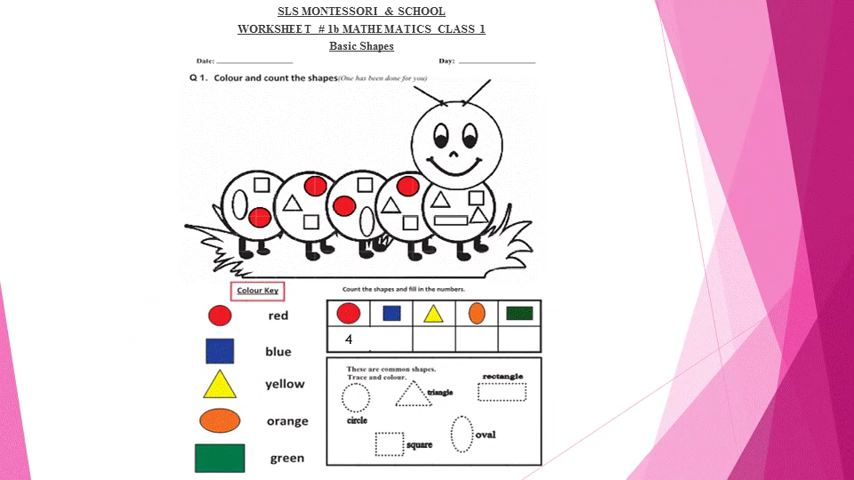 SLS MONTESSORI & SCHOOL
WORKSHEET # 1b MATHEMATICS CLASS 1
Basic Shapes
Date: Day:
Q 1. Colour and count the shapes(One has been done for you)
Colour Key
Count the shapes and fill in the numbers.
red
blue
yellow
orange
green
4
These are common shapes.
Trace and colour.
rectangle
triangle
circle
square
oval